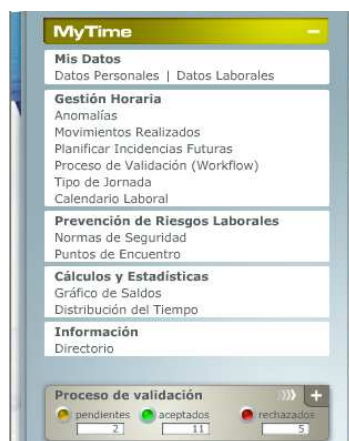 MyTime
Mis Datos
Datos Personales | Datos Laborales
Gestión Horaria
Anomalías
Movimientos Realizados
Planificar Incidencias Futuras
Proceso de Validación (Workflow)
Tipo de Jornada
Calendario Laboral
Prevención de Riesgos Laborales
Normas de Seguridad
Puntos de Encuentro
Cálculos y Estadísticas
Gráfico de Saldos
Distribución del Tiempo
Información
Directorio
Proceso de validación
pendientes aceptados rechazados
2 11 5